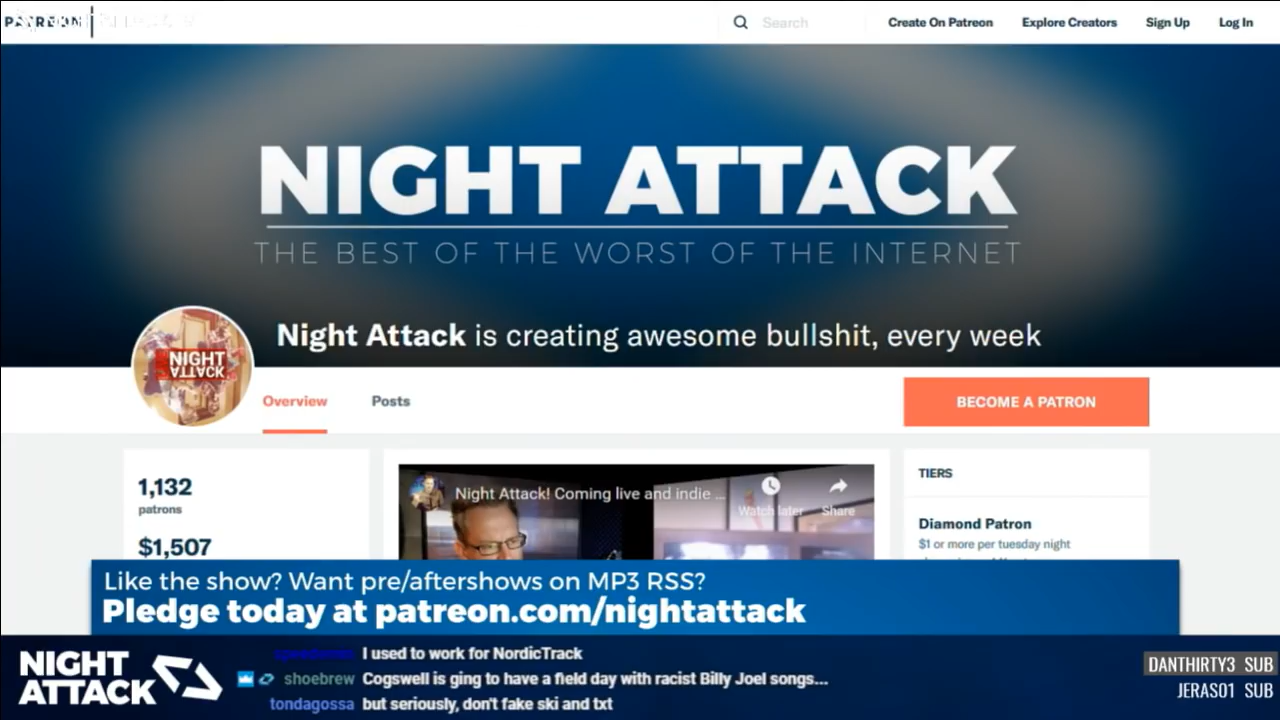 PATREON
Search
Create On Patreon
Explore Creators
Sign Up
Log In
NIGHT ATTACK
THE BEST OF THE WORST OF THE INTERNET
Night Attack is creating awesome bullshit, every week
NIGHT
ATTACK
Overview
Posts
BECOME A PATRON
1,132
patrons
$1,507
Night Attack! Coming live and indie ...
Watch later
Share
TIERS
Diamond Patron
$1 or more per tuesday night
Like the show? Want pre/aftershows on MP3 RSS?
Pledge today at patreon.com/nightattack
NIGHT
ATTACK
I used to work for NordicTrack
shoebrew Cogswell is ging to have a field day with racist Billy Joel songs...
tondagossa but seriously, don't fake ski and txt
DANTHIRTY3 SUB
JERAS01 SUB